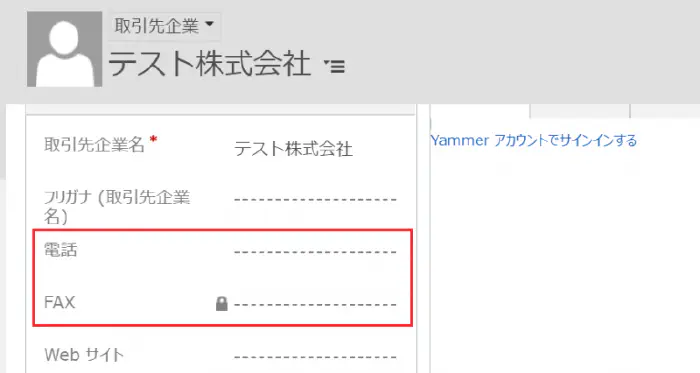 取引先企業
テスト株式会社
取引先企業名 * テスト株式会社
フリガナ (取引先企業
名)
電話
FAX
Web サイト
Yammer アカウントでサインインする